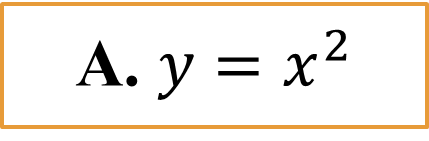 A. y = x²